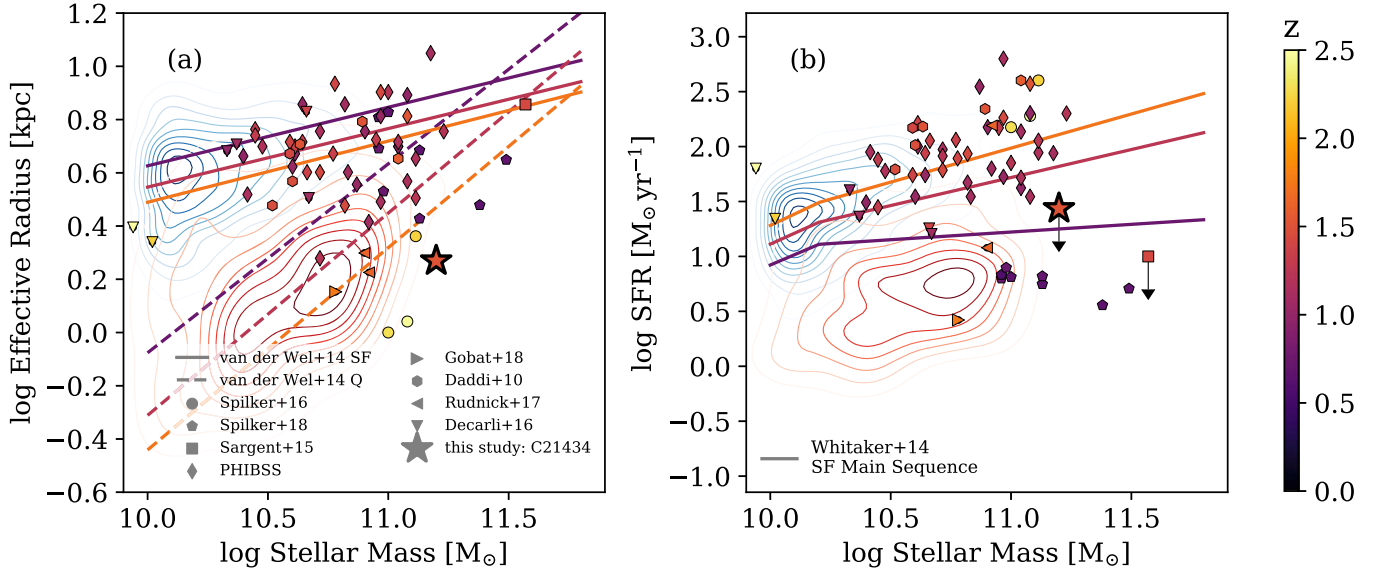 (a)
log Effective Radius [kpc]
1.2
1.0
0.8
0.6
0.4
0.2
0.0
−0.2
−0.4
−0.6
10.0 10.5 11.0 11.5
log Stellar Mass [M⊙]
van der Wel+14 SF
van der Wel+14 Q
Spilker+16
Spilker+18
Sargent+15
PHIBSS
Gobat+18
Daddi+10
Rudnick+17
Decarli+16
this study: C21434
(b)
log SFR [M⊙ yr⁻¹]
3.0
2.5
2.0
1.5
1.0
0.5
0.0
−0.5
−1.0
10.0 10.5 11.0 11.5
log Stellar Mass [M⊙]
Whitaker+14
SF Main Sequence
z
2.5
2.0
1.5
1.0
0.5
0.0